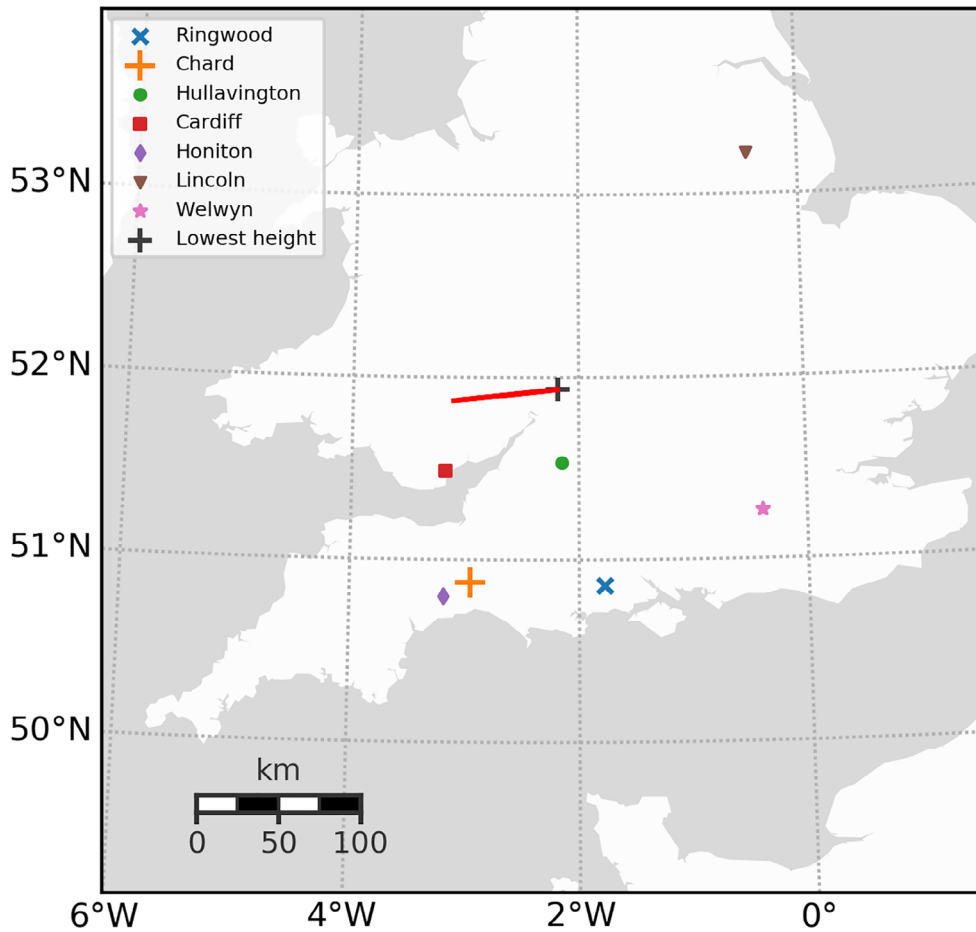 Ringwood
Chard
Hullavington
Cardiff
Honiton
Lincoln
Welwyn
Lowest height
53°N
52°N
51°N
50°N
km
0 50 100
6°W 4°W 2°W 0°